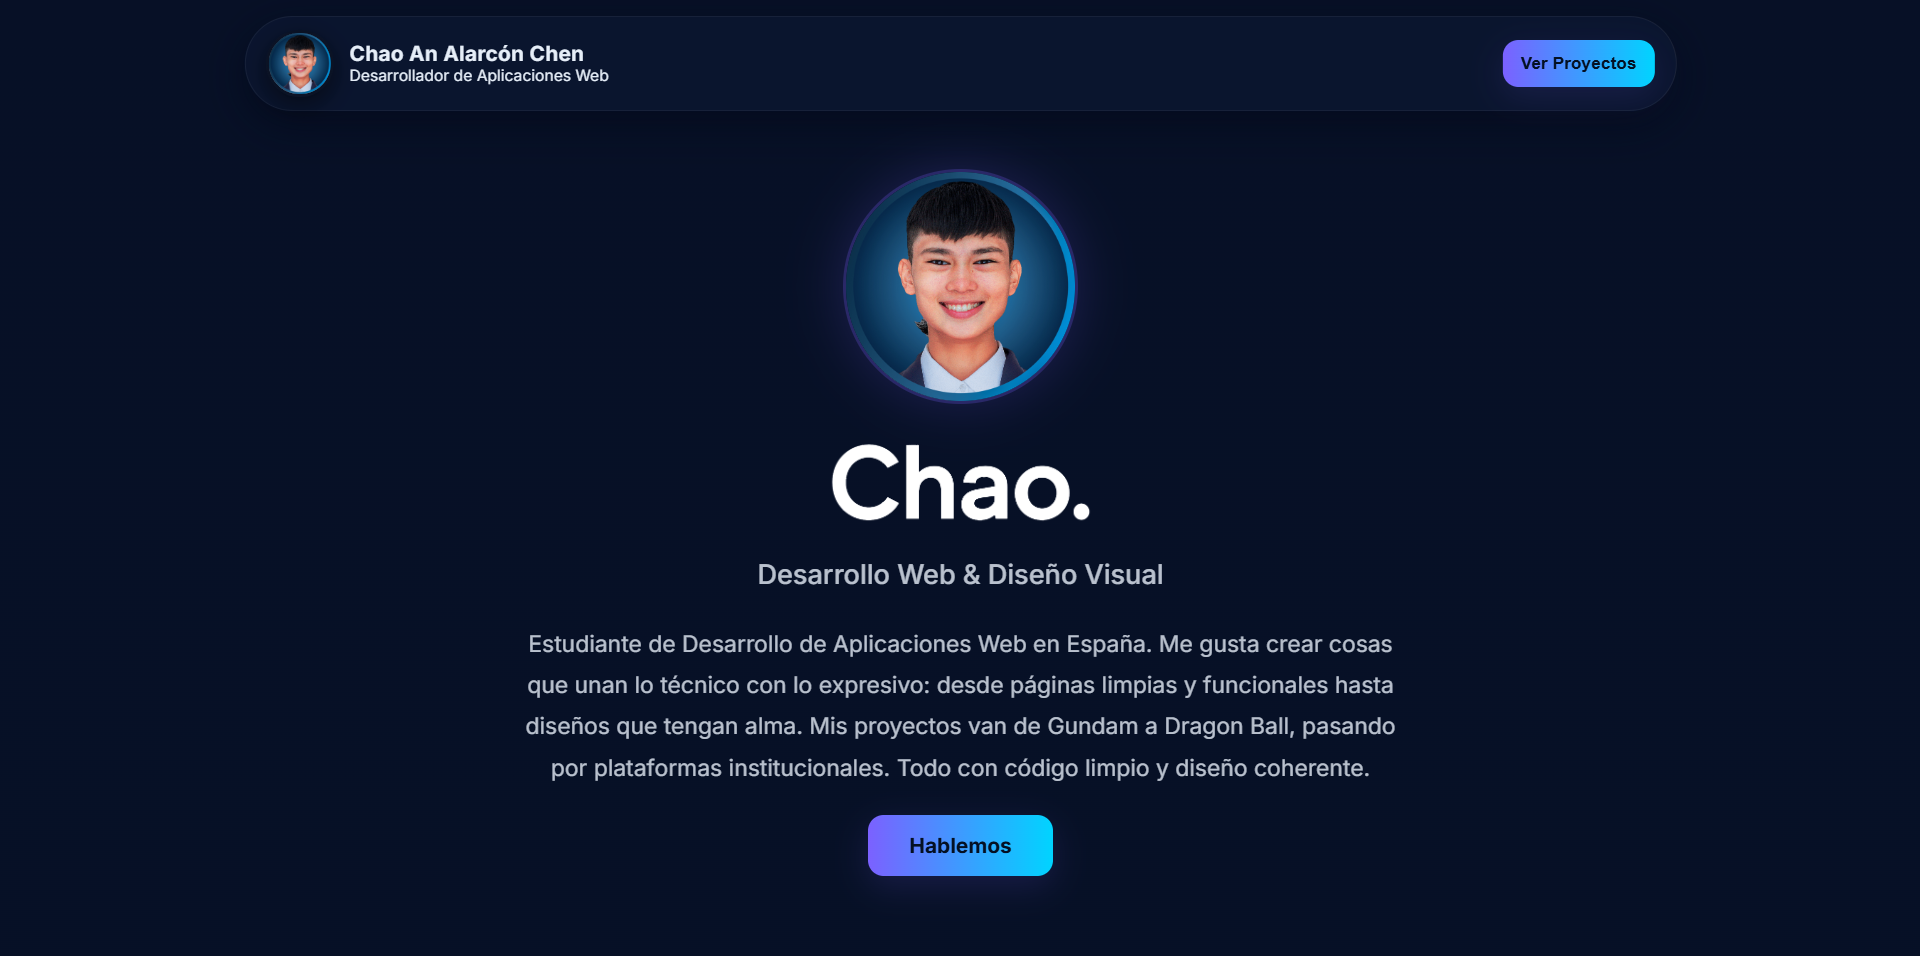 Chao An Alarcón Chen
Desarrollador de Aplicaciones Web
Ver Proyectos
Chao.
Desarrollo Web & Diseño Visual
Estudiante de Desarrollo de Aplicaciones Web en España. Me gusta crear cosas
que unan lo técnico con lo expresivo: desde páginas limpias y funcionales hasta
diseños que tengan alma. Mis proyectos van de Gundam a Dragon Ball, pasando
por plataformas institucionales. Todo con código limpio y diseño coherente.
Hablemos